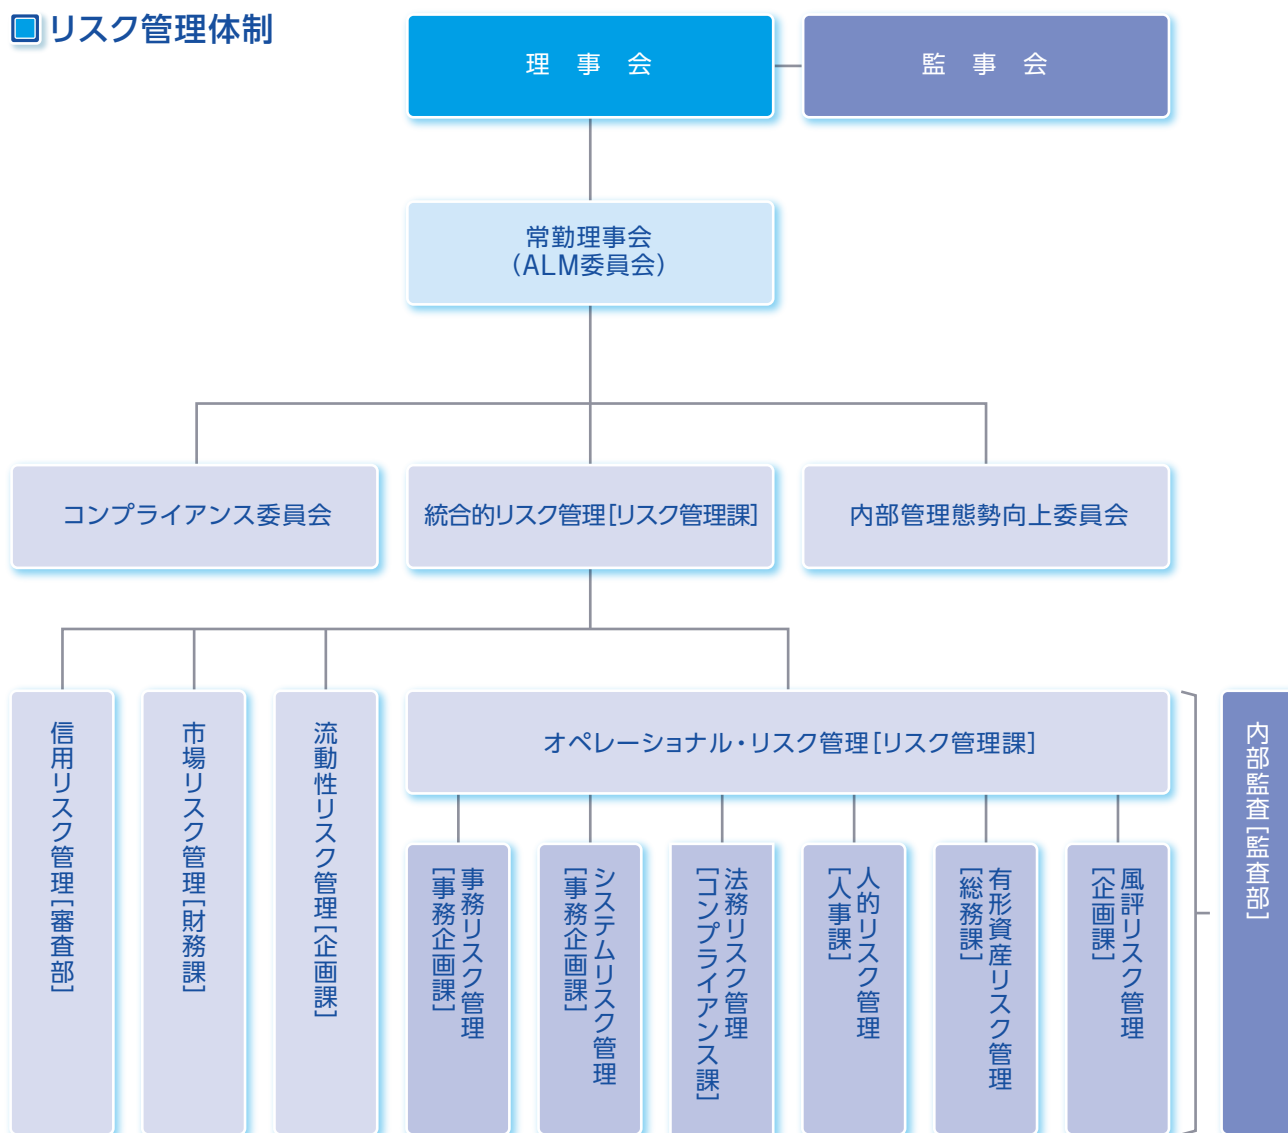 リスク管理体制
理事会
監事会
常勤理事会
(ALM委員会)
コンプライアンス委員会
統合的リスク管理[リスク管理課]
内部管理態勢向上委員会
信用リスク管理[審査部]
市場リスク管理[財務課]
流動性リスク管理[企画課]
オペレーショナル・リスク管理[リスク管理課]
事務リスク管理
[事務企画課]
システムリスク管理
[事務企画課]
法務リスク管理
[コンプライアンス課]
人的リスク管理
[人事課]
有形資産リスク管理
[総務課]
風評リスク管理
[企画課]
内部監査[監査部]